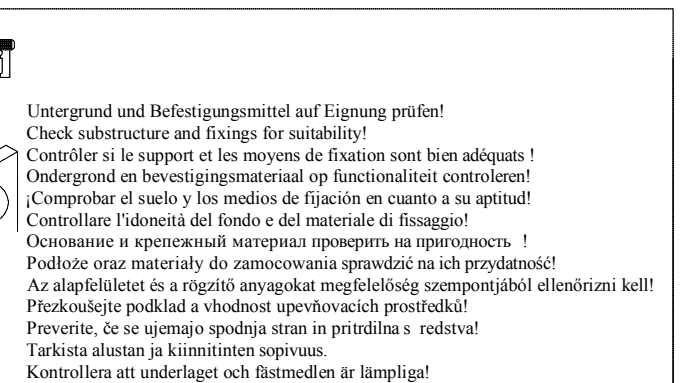 Untergrund und Befestigungsmittel auf Eignung prüfen!
Check substructure and fixings for suitability!
Contrôler si le support et les moyens de fixation sont bien adéquats !
Ondergrond en bevestigingsmateriaal op functionaliteit controleren!
¡Comprobar el suelo y los medios de fijación en cuanto a su aptitud!
Controllare l'idoneità del fondo e del materiale di fissaggio!
Основание и крепежный материал проверить на пригодность !
Podłoże oraz materiały do zamocowania sprawdzić na ich przydatność!
Az alapfelületet és a rögzítő anyagokat megfelelőség szempontjából ellenőrizni kell!
Přezkoušejte podklad a vhodnost upevňovacích prostředků!
Preverite, če se ujemajo spodnja stran in pritrdilna s redstva!
Tarkista alustan ja kiinnitinten sopivuus.
Kontrollera att underlaget och fästmedlen är lämpliga!